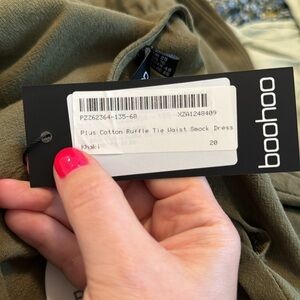 PZZ62364-135-68 XZA1248409
Plus Cotton Ruffle Tie Waist Smock Dress
Khaki 20
boohoo